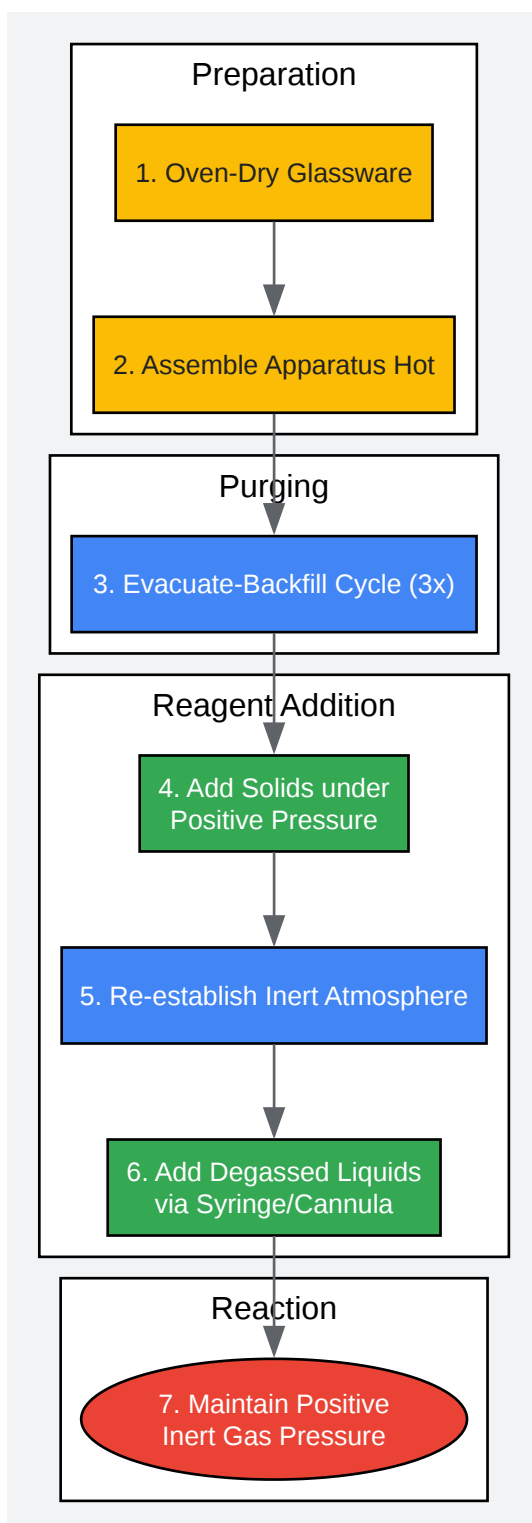 Preparation
1. Oven-Dry Glassware
2. Assemble Apparatus Hot
Purging
3. Evacuate-Backfill Cycle (3x)
Reagent Addition
4. Add Solids under
Positive Pressure
5. Re-establish Inert Atmosphere
6. Add Degassed Liquids
via Syringe/Cannula
Reaction
7. Maintain Positive
Inert Gas Pressure